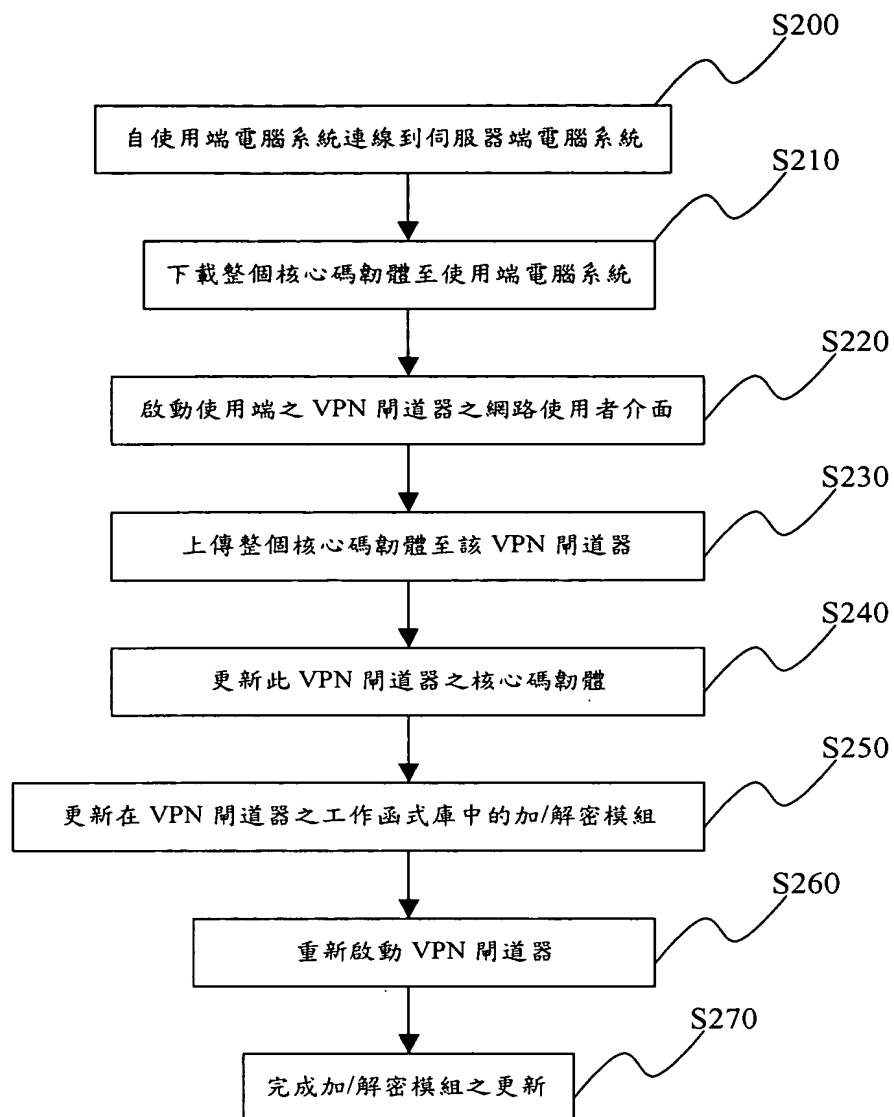 S200
自使用端電腦系統連線到伺服器端電腦系統
S210
下載整個核心碼韌體至使用端電腦系統
S220
啟動使用端之 VPN 閘道器之網路使用者介面
S230
上傳整個核心碼韌體至該 VPN 閘道器
S240
更新此 VPN 閘道器之核心碼韌體
S250
更新在 VPN 閘道器之工作函式庫中的加/解密模組
S260
重新啟動 VPN 閘道器
S270
完成加/解密模組之更新